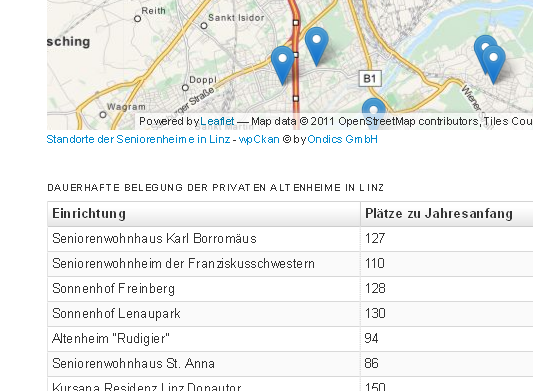 Reith
Sankt Isidor
sching
Doppl
B1
Wagram
Powered by Leaflet — Map data © 2011 OpenStreetMap contributors, Tiles Cou
Standorte der Seniorenheime in Linz - wpCkan © by Ondics GmbH
DAUERHAFTE BELEGUNG DER PRIVATEN ALTENHEIME IN LINZ
Einrichtung Plätze zu Jahresanfang
Seniorenwohnhaus Karl Borromäus 127
Seniorenwohnheim der Franziskusschwestern 110
Sonnenhof Freinberg 128
Sonnenhof Lenaupark 130
Altenheim "Rudigier" 94
Seniorenwohnhaus St. Anna 86
Kursana Residenz Linz Donautor 150